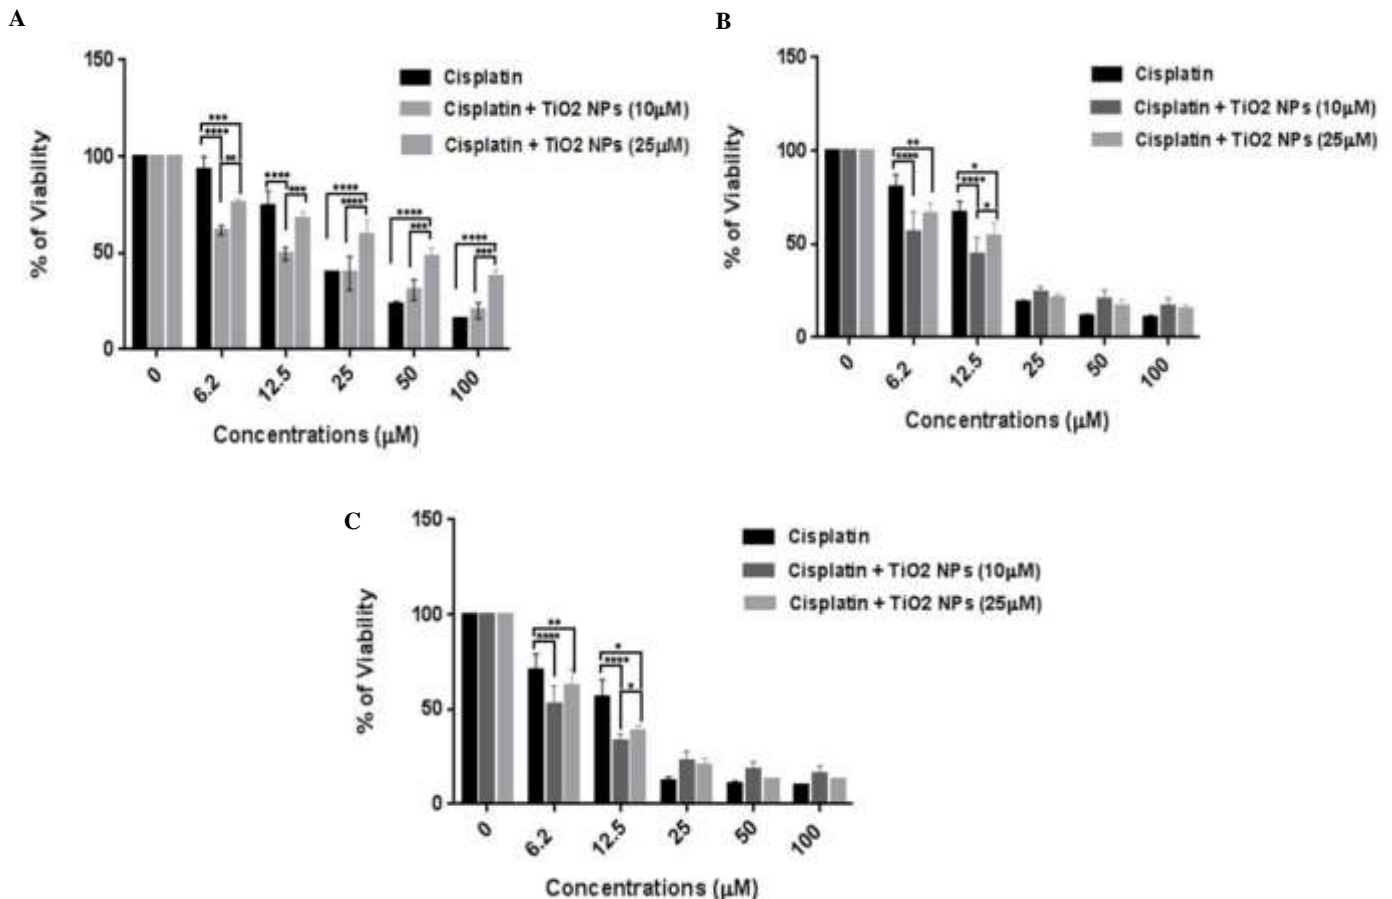 A
150
100
50
0
% of Viability
Cisplatin
Cisplatin + TiO2 NPs (10µM)
Cisplatin + TiO2 NPs (25µM)
***
****
**
****
***
****
****
****
***
****
***
0
6.2
12.5
25
50
100
Concentrations (µM)
B
150
100
50
0
% of Viability
Cisplatin
Cisplatin + TiO2 NPs (10µM)
Cisplatin + TiO2 NPs (25µM)
**
****
*
****
*
0
6.2
12.5
25
50
100
Concentrations (µM)
C
150
100
50
0
% of Viability
Cisplatin
Cisplatin + TiO2 NPs (10µM)
Cisplatin + TiO2 NPs (25µM)
**
****
*
****
*
0
6.2
12.5
25
50
100
Concentrations (µM)